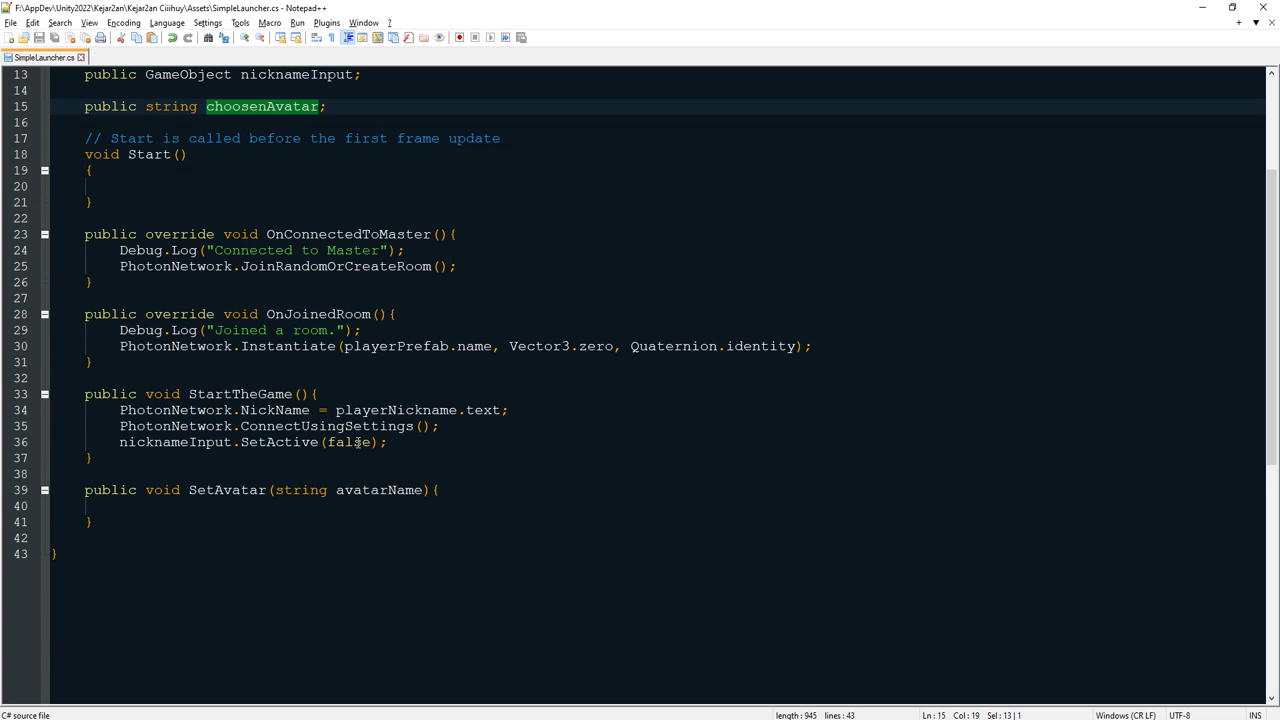 F:\AppDev\Unity2022\Kejar2an\Kejar2an Ciiihuy\Assets\SimpleLauncher.cs - Notepad++
File Edit Search View Encoding Language Settings Tools Macro Run Plugins Window ?
SimpleLauncher.cs
13 public GameObject nicknameInput;
14
15 public string choosenAvatar;
16
17 // Start is called before the first frame update
18 void Start()
19 {
20
21 }
22
23 public override void OnConnectedToMaster(){
24 Debug.Log("Connected to Master");
25 PhotonNetwork.JoinRandomOrCreateRoom();
26 }
27
28 public override void OnJoinedRoom(){
29 Debug.Log("Joined a room.");
30 PhotonNetwork.Instantiate(playerPrefab.name, Vector3.zero, Quaternion.identity);
31 }
32
33 public void StartTheGame(){
34 PhotonNetwork.NickName = playerNickname.text;
35 PhotonNetwork.ConnectUsingSettings();
36 nicknameInput.SetActive(false);
37 }
38
39 public void SetAvatar(string avatarName){
40
41 }
42
43 }
C# source file length : 945 lines : 43 Ln : 15 Col : 19 Sel : 13 | 1 Windows (CR LF) UTF-8 INS